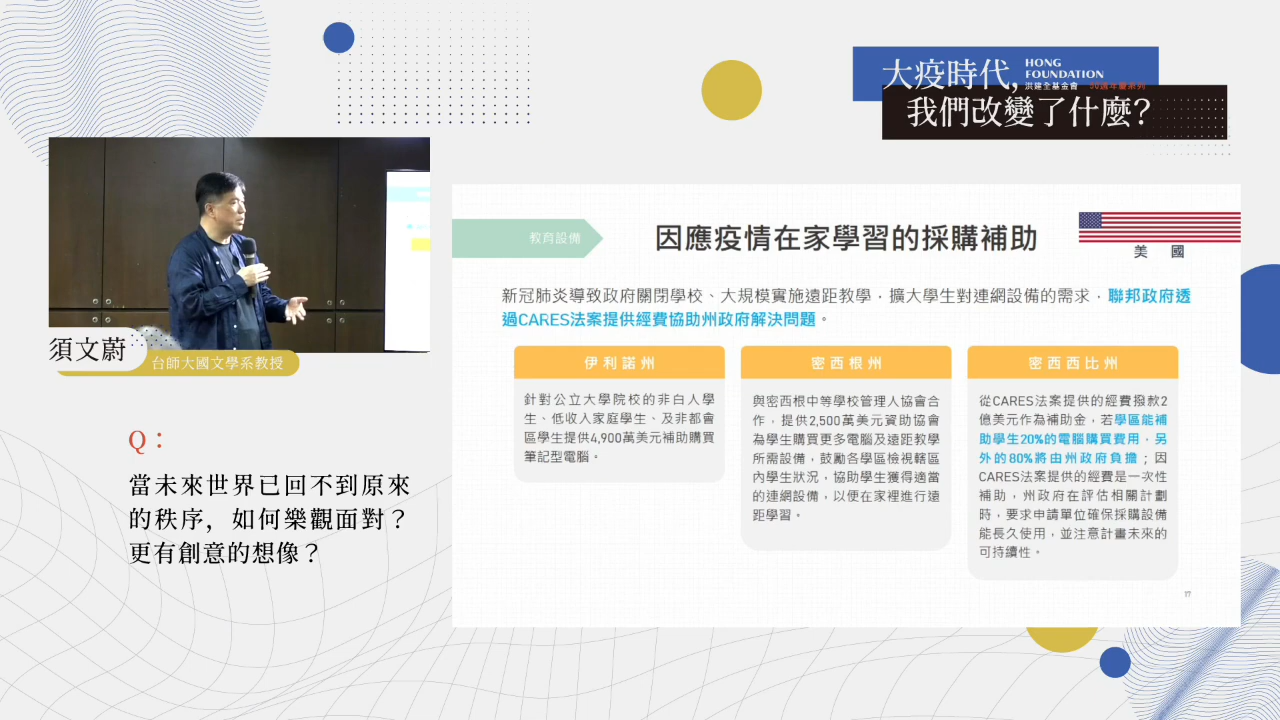 大疫時代,
HONG
FOUNDATION
洪建全基金會 50週年慶系列
我們改變了什麼?
須文蔚
台師大國文學系教授
Q：
當未來世界已回不到原來
的秩序，如何樂觀面對？
更有創意的想像？
教育設備
因應疫情在家學習的採購補助
美 國
新冠肺炎導致政府關閉學校、大規模實施遠距教學，擴大學生對連網設備的需求，聯邦政府透
過CARES法案提供經費協助州政府解決問題。
伊利諾州
針對公立大學院校的非白人學
生、低收入家庭學生、及非都會
區學生提供4,900萬美元補助購買
筆記型電腦。
密西根州
與密西根中等學校管理人協會合
作，提供2,500萬美元資助協會
為學生購買更多電腦及遠距教學
所需設備，鼓勵各學區檢視轄區
內學生狀況，協助學生獲得適當
的連網設備，以便在家裡進行遠
距學習。
密西西比州
從CARES法案提供的經費撥款2
億美元作為補助金，若學區能補
助學生20%的電腦購買費用，另
外的80%將由州政府負擔；因
CARES法案提供的經費是一次性
補助，州政府在評估相關計劃
時，要求申請單位確保採購設備
能長久使用，並注意計畫未來的
可持續性。
17